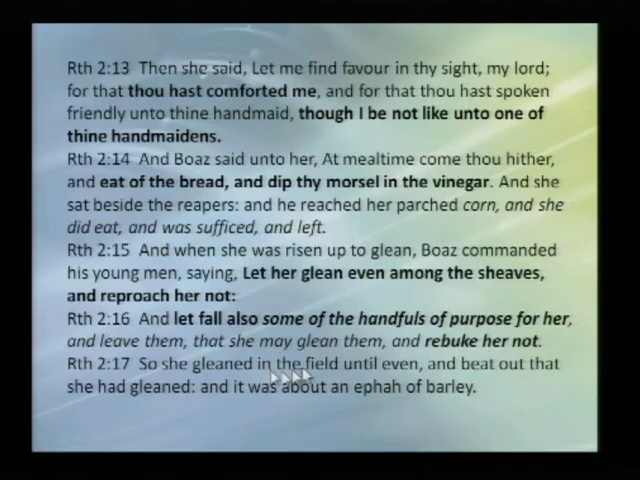 Rth 2:13 Then she said, Let me find favour in thy sight, my lord;
for that thou hast comforted me, and for that thou hast spoken
friendly unto thine handmaid, though I be not like unto one of
thine handmaidens.
Rth 2:14 And Boaz said unto her, At mealtime come thou hither,
and eat of the bread, and dip thy morsel in the vinegar. And she
sat beside the reapers: and he reached her parched corn, and she
did eat, and was sufficed, and left.
Rth 2:15 And when she was risen up to glean, Boaz commanded
his young men, saying, Let her glean even among the sheaves,
and reproach her not:
Rth 2:16 And let fall also some of the handfuls of purpose for her,
and leave them, that she may glean them, and rebuke her not.
Rth 2:17 So she gleaned in the field until even, and beat out that
she had gleaned: and it was about an ephah of barley.